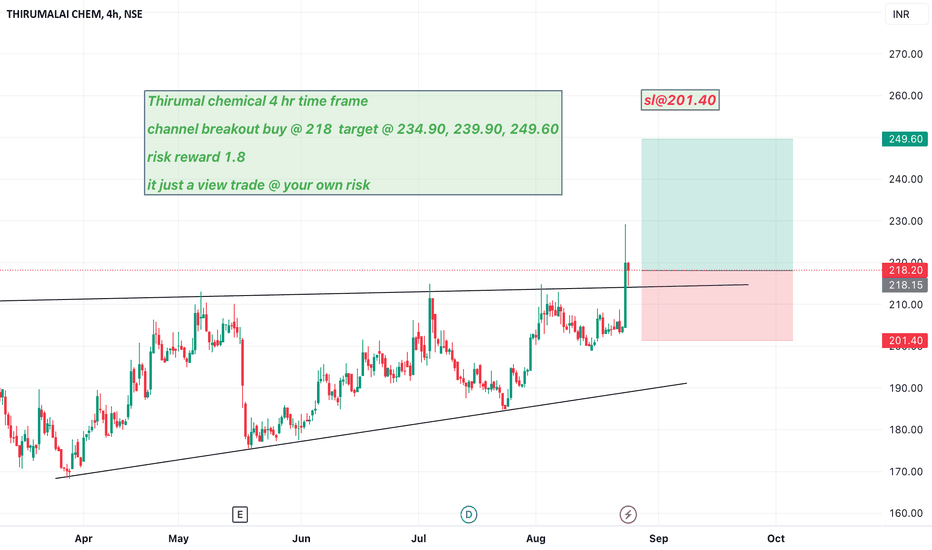 THIRUMALAI CHEM, 4h, NSE
INR
270.00
Thirumal chemical 4 hr time frame
channel breakout buy @ 218 target @ 234.90, 239.90, 249.60
risk reward 1.8
it just a view trade @ your own risk
sl@201.40
260.00
249.60
240.00
230.00
218.20
218.15
210.00
201.40
190.00
180.00
170.00
160.00
E
D
Apr May Jun Jul Aug Sep Oct